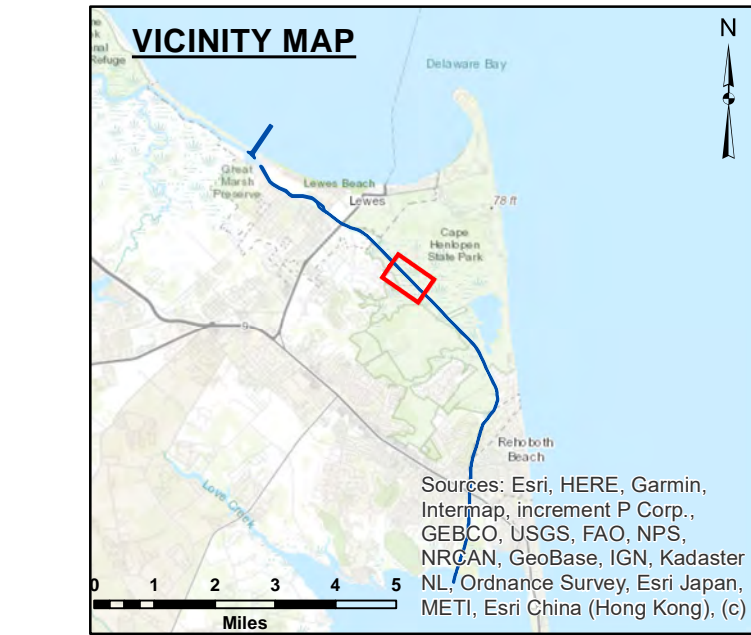 VICINITY MAP
N
Refuge
Delaware Bay
Great
Marsh
Preserve
Lewes Beach
Lewes
78 ft
Cape
Henlopen
State Park
9
Rehoboth
Beach
Love Creek
Sources: Esri, HERE, Garmin,
Intermap, increment P Corp.,
GEBCO, USGS, FAO, NPS,
NRCAN, GeoBase, IGN, Kadaster
NL, Ordnance Survey, Esri Japan,
METI, Esri China (Hong Kong), (c)
0 1 2 3 4 5
Miles